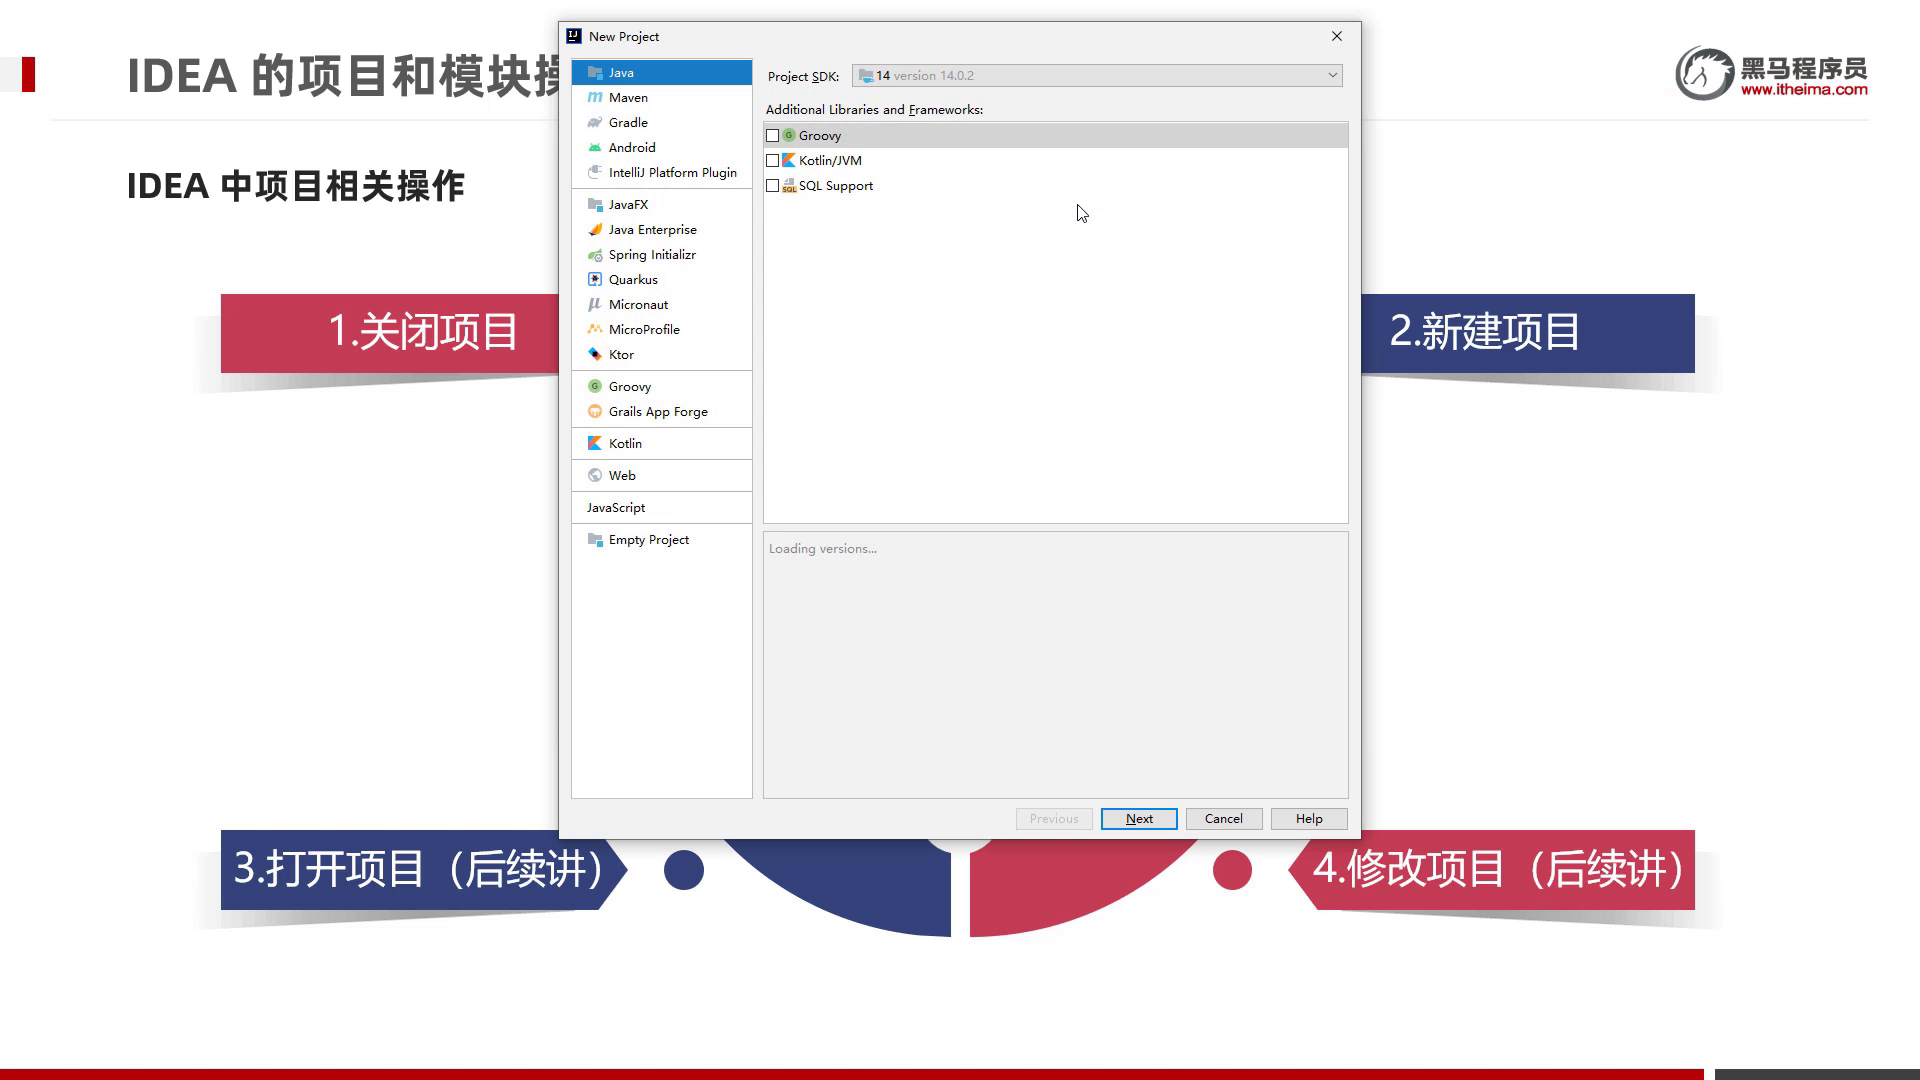 IDEA 的项目和模块操
黑马程序员
www.itheima.com
IDEA 中项目相关操作
1.关闭项目
2.新建项目
3.打开项目（后续讲）
4.修改项目（后续讲）
New Project
Java
Maven
Gradle
Android
IntelliJ Platform Plugin
JavaFX
Java Enterprise
Spring Initializr
Quarkus
Micronaut
MicroProfile
Ktor
Groovy
Grails App Forge
Kotlin
Web
JavaScript
Empty Project
Project SDK: 14 version 14.0.2
Additional Libraries and Frameworks:
Groovy
Kotlin/JVM
SQL Support
Loading versions...
Previous Next Cancel Help